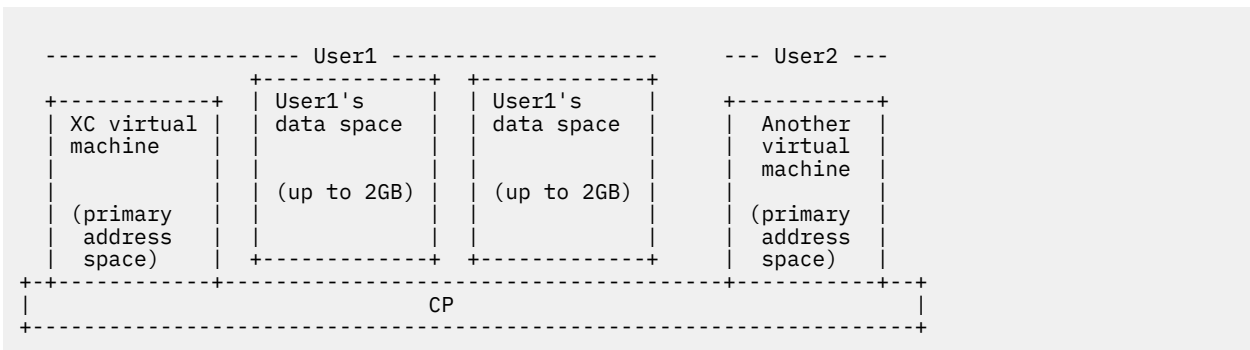 -------------------- User1 --------------------- --- User2 ---
+-------------+ +-------------+
+------------+ | User1's | | User1's | +-----------+
| XC virtual | | data space | | data space | | Another |
| machine | | | | | | virtual |
| | | | | | | machine |
| | | (up to 2GB) | | (up to 2GB) | | |
| (primary | | | | | | (primary |
| address | | | | | | address |
| space) | +-------------+ +-------------+ | space) |
+-+------------+---------------------------------------+-----------+--+
| CP |
+---------------------------------------------------------------------+